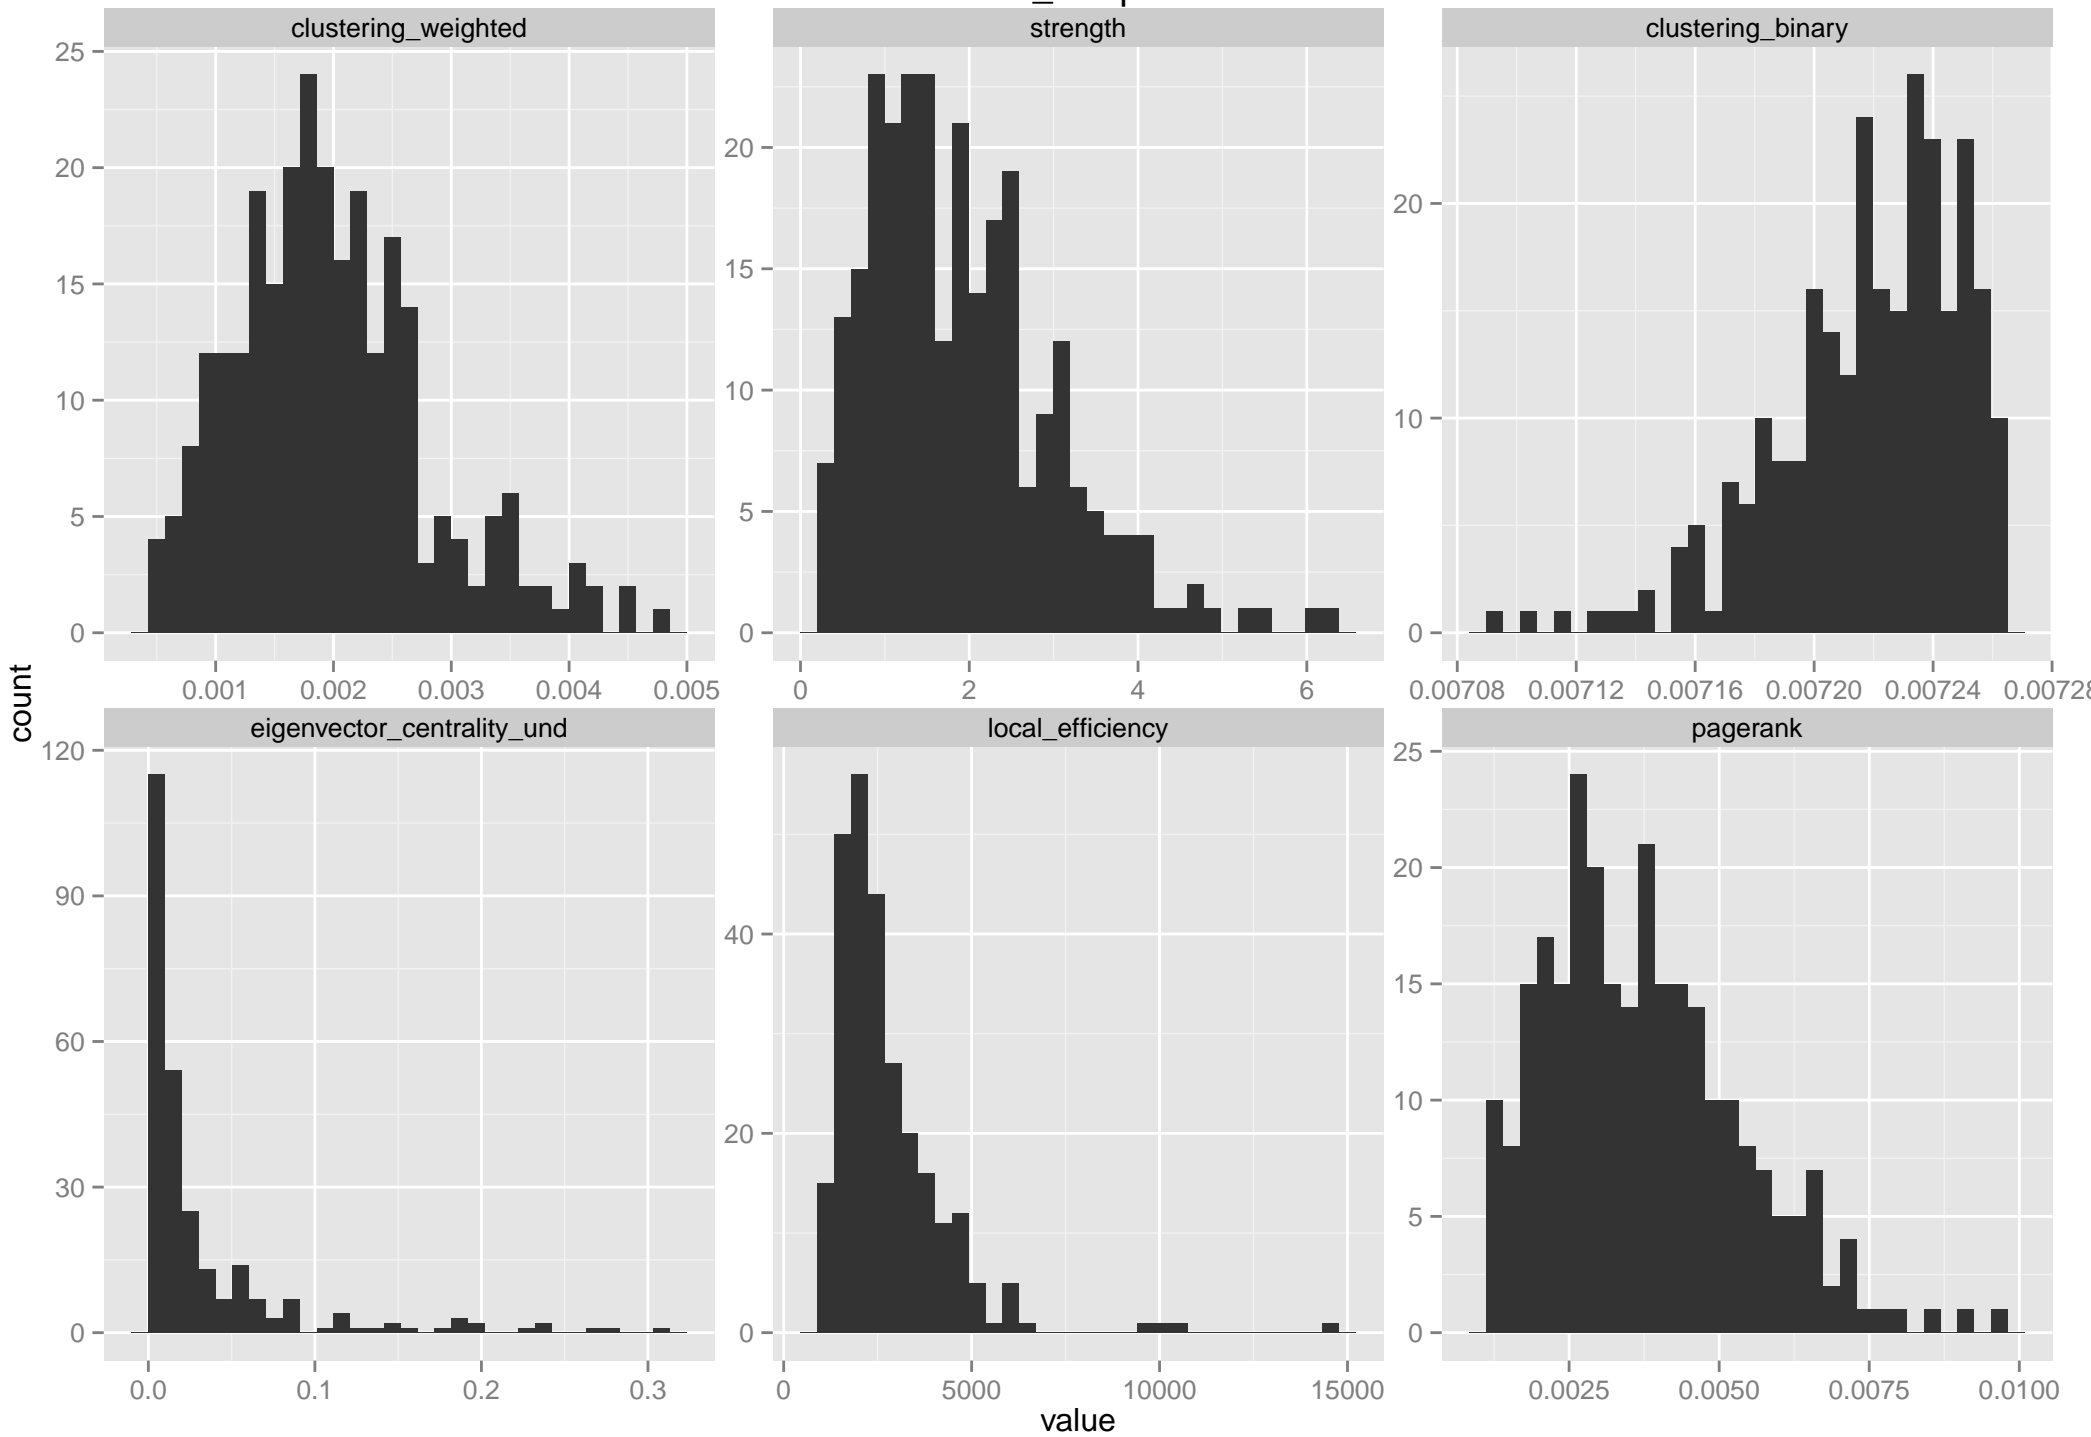 clustering_weighted
strength
clustering_binary
25
20
15
10
5
0
20
15
10
5
0
20
10
0
0.001 0.002 0.003 0.004 0.005
0 2 4 6
0.00708 0.00712 0.00716 0.00720 0.00724 0.00728
count
eigenvector_centrality_und
local_efficiency
pagerank
120
90
60
30
0
40
20
0
25
20
15
10
5
0
0.0 0.1 0.2 0.3
0 5000 10000 15000
0.0025 0.0050 0.0075 0.0100
value